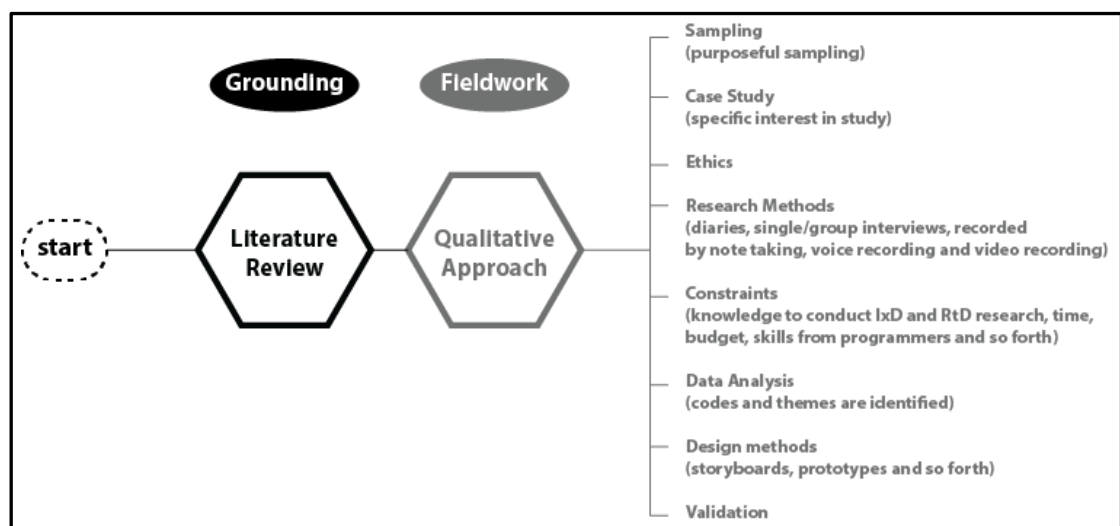 Grounding
Fieldwork
start
Literature
Review
Qualitative
Approach
Sampling
(purposeful sampling)
Case Study
(specific interest in study)
Ethics
Research Methods
(diaries, single/group interviews, recorded
by note taking, voice recording and video recording)
Constraints
(knowledge to conduct IxD and RtD research, time,
budget, skills from programmers and so forth)
Data Analysis
(codes and themes are identified)
Design methods
(storyboards, prototypes and so forth)
Validation